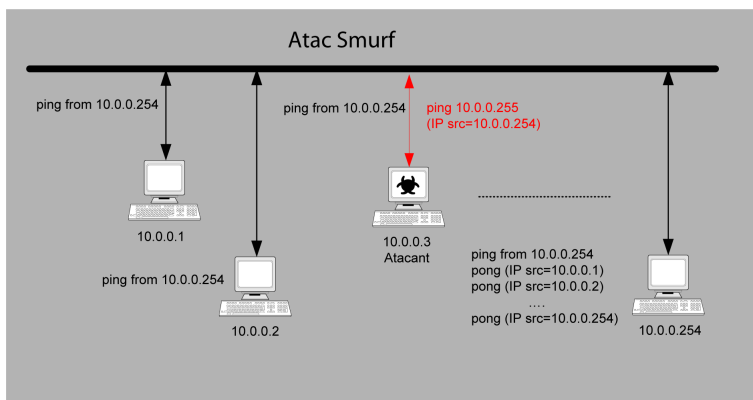 Atac Smurf
ping from 10.0.0.254
ping from 10.0.0.254
ping 10.0.0.255
(IP src=10.0.0.254)
10.0.0.1
10.0.0.3
Atacant
ping from 10.0.0.254
10.0.0.2
ping from 10.0.0.254
pong (IP src=10.0.0.1)
pong (IP src=10.0.0.2)
....
pong (IP src=10.0.0.254)
10.0.0.254